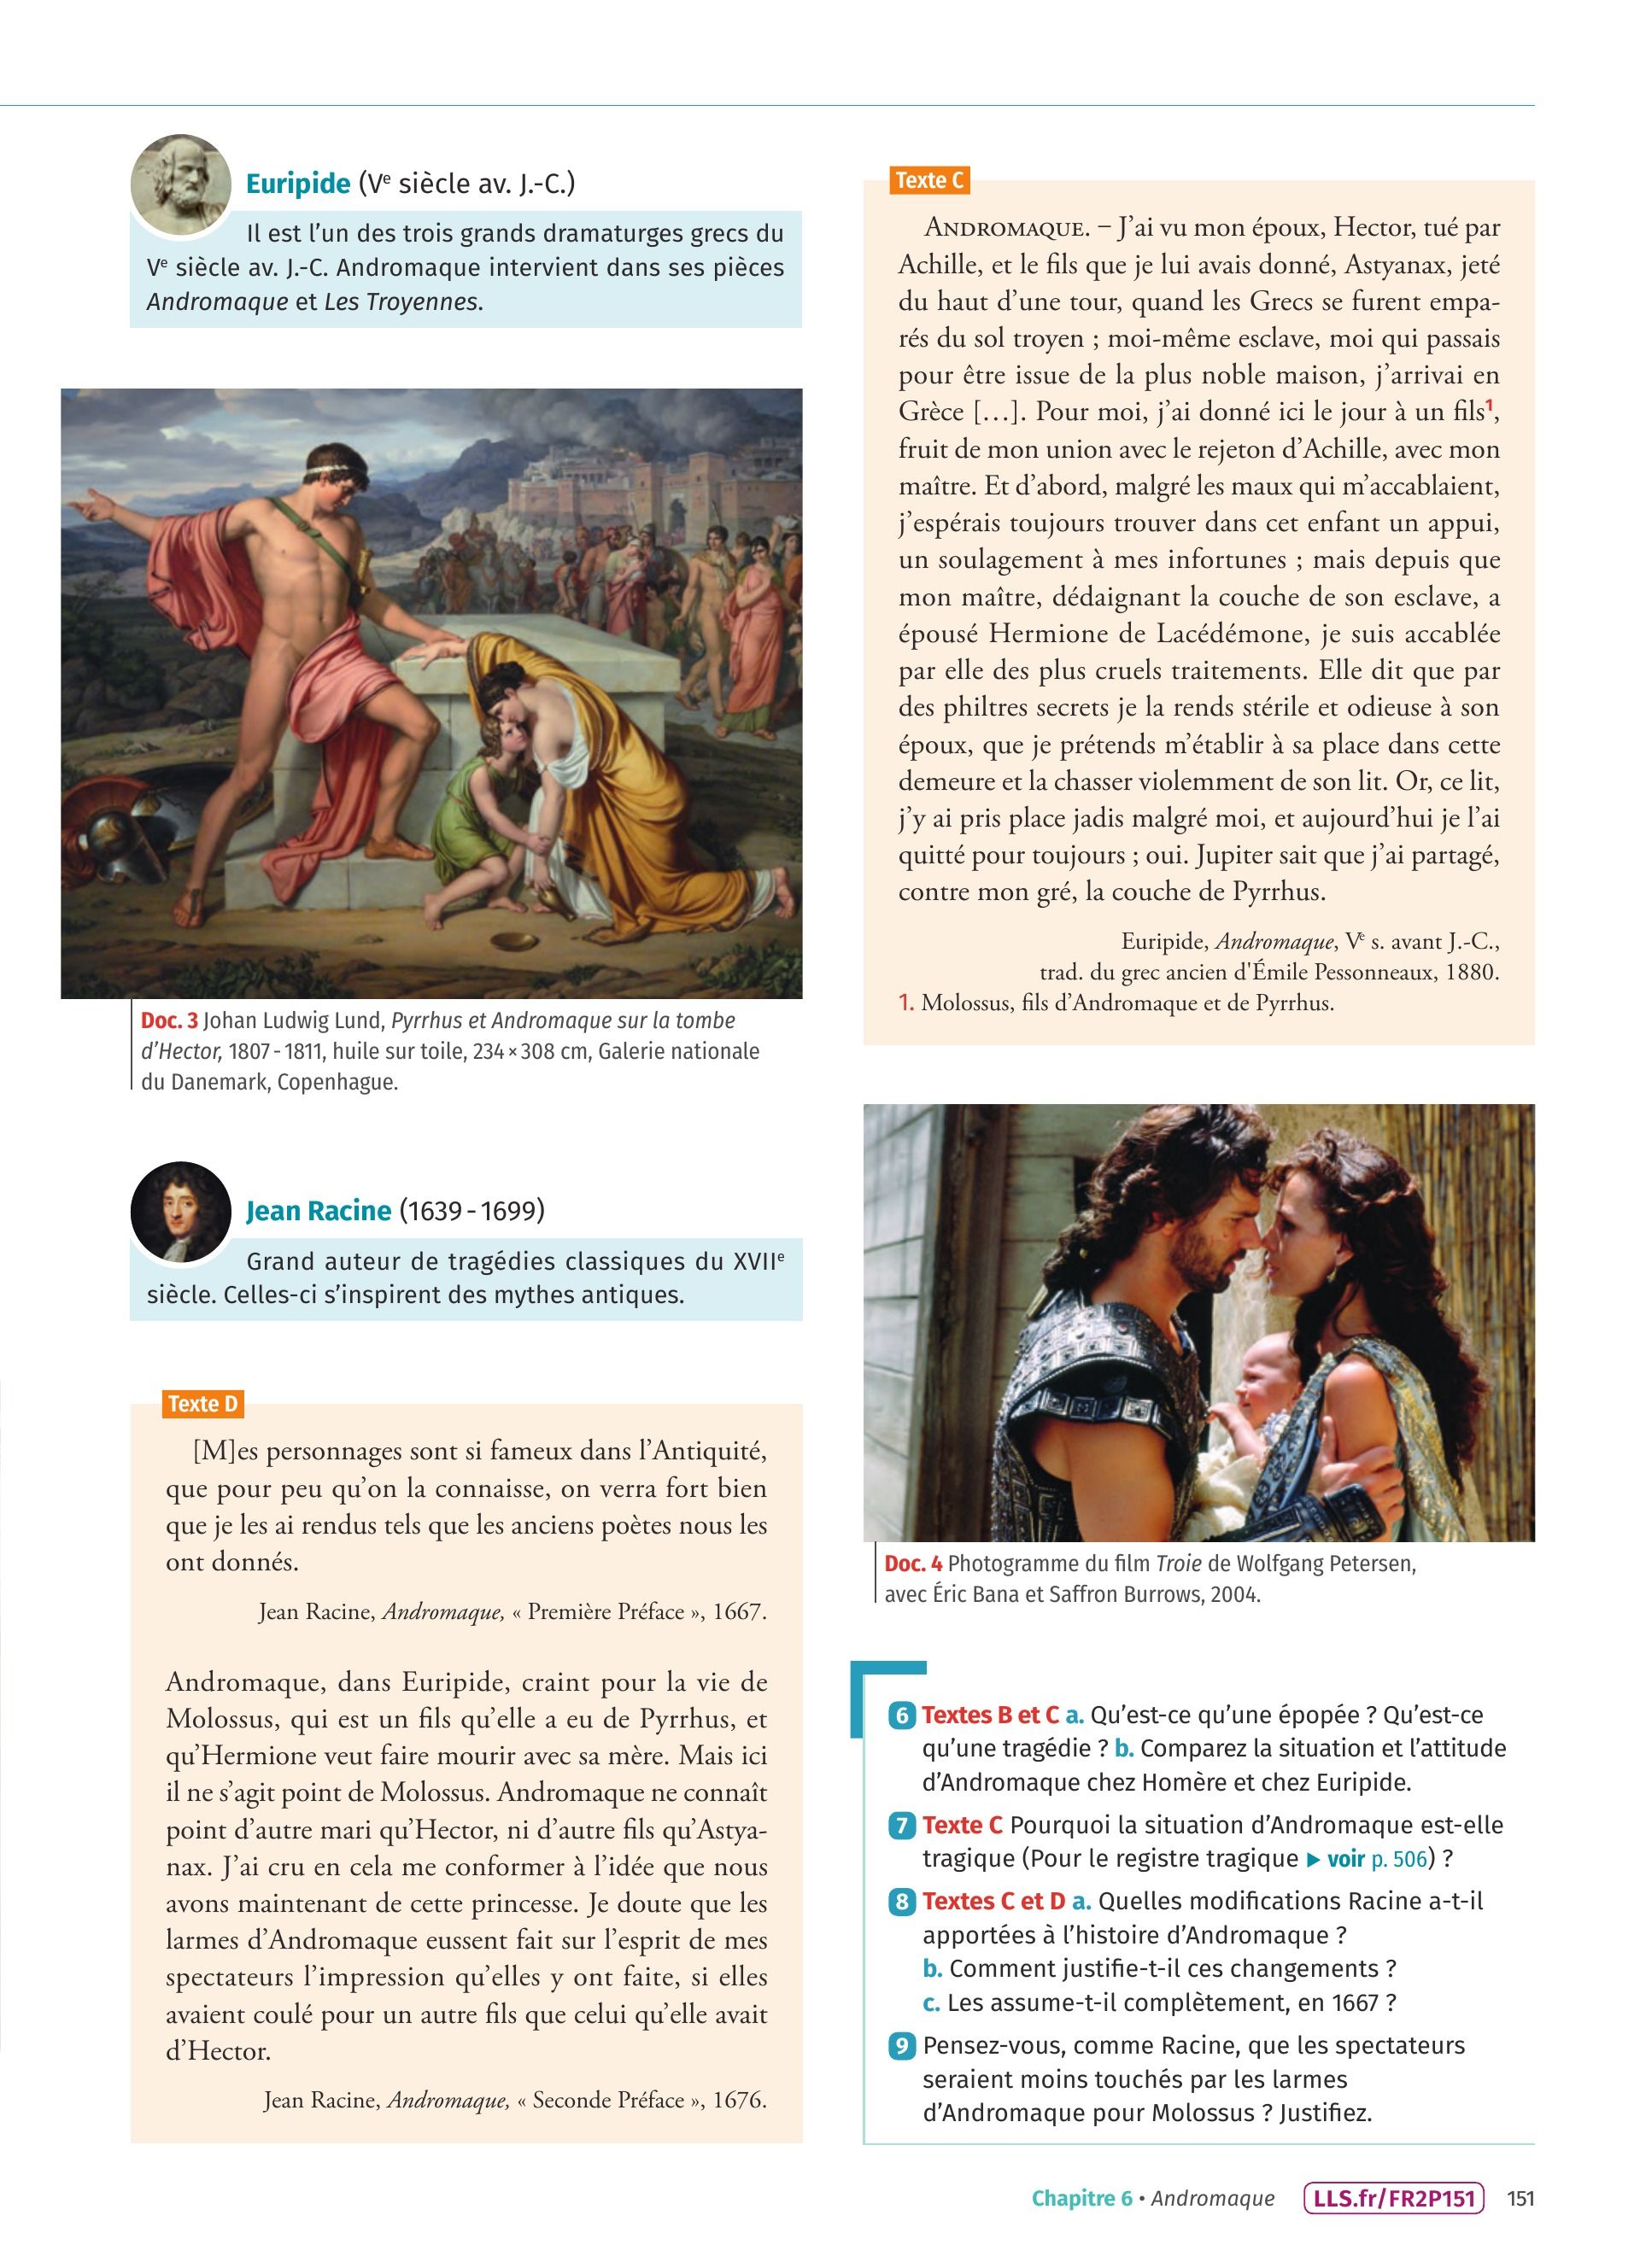 Euripide (Vᵉ siècle av. J.-C.)
Il est l’un des trois grands dramaturges grecs du
Vᵉ siècle av. J.-C. Andromaque intervient dans ses pièces
Andromaque et Les Troyennes.
Doc. 3 Johan Ludwig Lund, Pyrrhus et Andromaque sur la tombe
d’Hector, 1807 - 1811, huile sur toile, 234 × 308 cm, Galerie nationale
du Danemark, Copenhague.
Jean Racine (1639 - 1699)
Grand auteur de tragédies classiques du XVIIᵉ
siècle. Celles-ci s’inspirent des mythes antiques.
Texte D
[M]es personnages sont si fameux dans l’Antiquité,
que pour peu qu’on la connaisse, on verra fort bien
que je les ai rendus tels que les anciens poètes nous les
ont donnés.
Jean Racine, Andromaque, « Première Préface », 1667.
Andromaque, dans Euripide, craint pour la vie de
Molossus, qui est un fils qu’elle a eu de Pyrrhus, et
qu’Hermione veut faire mourir avec sa mère. Mais ici
il ne s’agit point de Molossus. Andromaque ne connaît
point d’autre mari qu’Hector, ni d’autre fils qu’Astya-
nax. J’ai cru en cela me conformer à l’idée que nous
avons maintenant de cette princesse. Je doute que les
larmes d’Andromaque eussent fait sur l’esprit de mes
spectateurs l’impression qu’elles y ont faite, si elles
avaient coulé pour un autre fils que celui qu’elle avait
d’Hector.
Jean Racine, Andromaque, « Seconde Préface », 1676.
Texte C
ANDROMAQUE. – J’ai vu mon époux, Hector, tué par
Achille, et le fils que je lui avais donné, Astyanax, jeté
du haut d’une tour, quand les Grecs se furent empa-
rés du sol troyen ; moi-même esclave, moi qui passais
pour être issue de la plus noble maison, j’arrivai en
Grèce […]. Pour moi, j’ai donné ici le jour à un fils¹,
fruit de mon union avec le rejeton d’Achille, avec mon
maître. Et d’abord, malgré les maux qui m’accablaient,
j’espérais toujours trouver dans cet enfant un appui,
un soulagement à mes infortunes ; mais depuis que
mon maître, dédaignant la couche de son esclave, a
épousé Hermione de Lacédémone, je suis accablée
par elle des plus cruels traitements. Elle dit que par
des philtres secrets je la rends stérile et odieuse à son
époux, que je prétends m’établir à sa place dans cette
demeure et la chasser violemment de son lit. Or, ce lit,
j’y ai pris place jadis malgré moi, et aujourd’hui je l’ai
quitté pour toujours ; oui. Jupiter sait que j’ai partagé,
contre mon gré, la couche de Pyrrhus.
Euripide, Andromaque, Vᵉ s. avant J.-C.,
trad. du grec ancien d'Émile Pessonneaux, 1880.
1. Molossus, fils d’Andromaque et de Pyrrhus.
Doc. 4 Photogramme du film Troie de Wolfgang Petersen,
avec Éric Bana et Saffron Burrows, 2004.
6 Textes B et C a. Qu’est-ce qu’une épopée ? Qu’est-ce
qu’une tragédie ? b. Comparez la situation et l’attitude
d’Andromaque chez Homère et chez Euripide.
7 Texte C Pourquoi la situation d’Andromaque est-elle
tragique (Pour le registre tragique ▶ voir p. 506) ?
8 Textes C et D a. Quelles modifications Racine a-t-il
apportées à l’histoire d’Andromaque ?
b. Comment justifie-t-il ces changements ?
c. Les assume-t-il complètement, en 1667 ?
9 Pensez-vous, comme Racine, que les spectateurs
seraient moins touchés par les larmes
d’Andromaque pour Molossus ? Justifiez.
Chapitre 6 • Andromaque LLS.fr/FR2P151 151